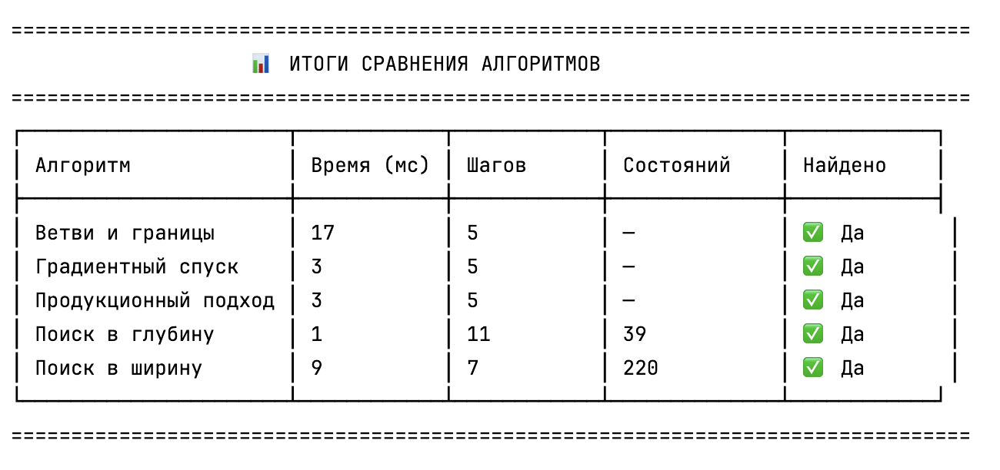 ================================================================================
📊 ИТОГИ СРАВНЕНИЯ АЛГОРИТМОВ
================================================================================
Алгоритм Время (мс) Шагов Состояний Найдено
Ветви и границы 17 5 — ✅ Да
Градиентный спуск 3 5 — ✅ Да
Продукционный подход 3 5 — ✅ Да
Поиск в глубину 1 11 39 ✅ Да
Поиск в ширину 9 7 220 ✅ Да
================================================================================